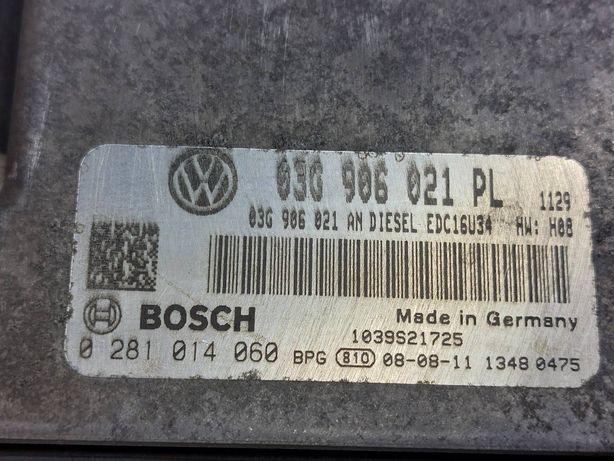 03G 906 021 PL 1129
03G 906 021 AN DIESEL EDC16U34 HW: H08
BOSCH Made in Germany
1039S21725
0 281 014 060 BPG 810 08-08-11 1348 0475